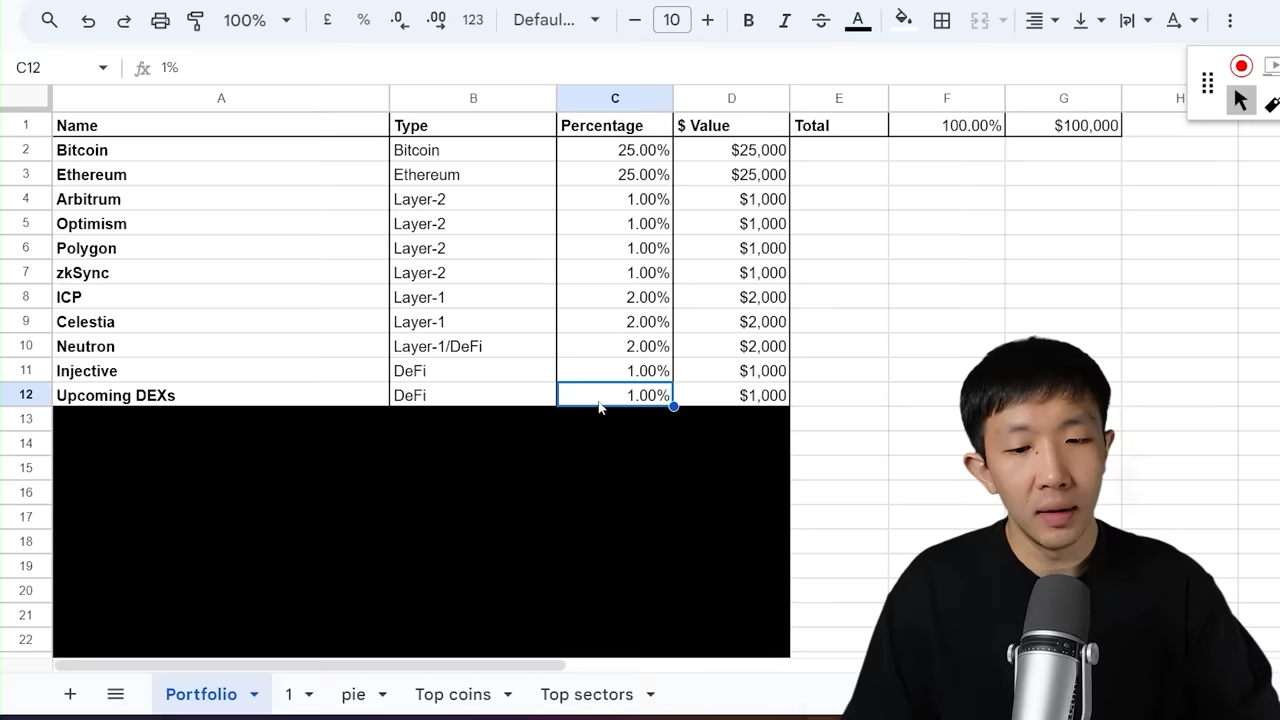 100% £ % .0 .00 123 Defaul... 10 B I A
C12 fx 1%
A B C D E F G H
1 Name Type Percentage $ Value Total 100.00% $100,000
2 Bitcoin Bitcoin 25.00% $25,000
3 Ethereum Ethereum 25.00% $25,000
4 Arbitrum Layer-2 1.00% $1,000
5 Optimism Layer-2 1.00% $1,000
6 Polygon Layer-2 1.00% $1,000
7 zkSync Layer-2 1.00% $1,000
8 ICP Layer-1 2.00% $2,000
9 Celestia Layer-1 2.00% $2,000
10 Neutron Layer-1/DeFi 2.00% $2,000
11 Injective DeFi 1.00% $1,000
12 Upcoming DEXs DeFi 1.00% $1,000
13
14
15
16
17
18
19
20
21
22
Portfolio 1 pie Top coins Top sectors